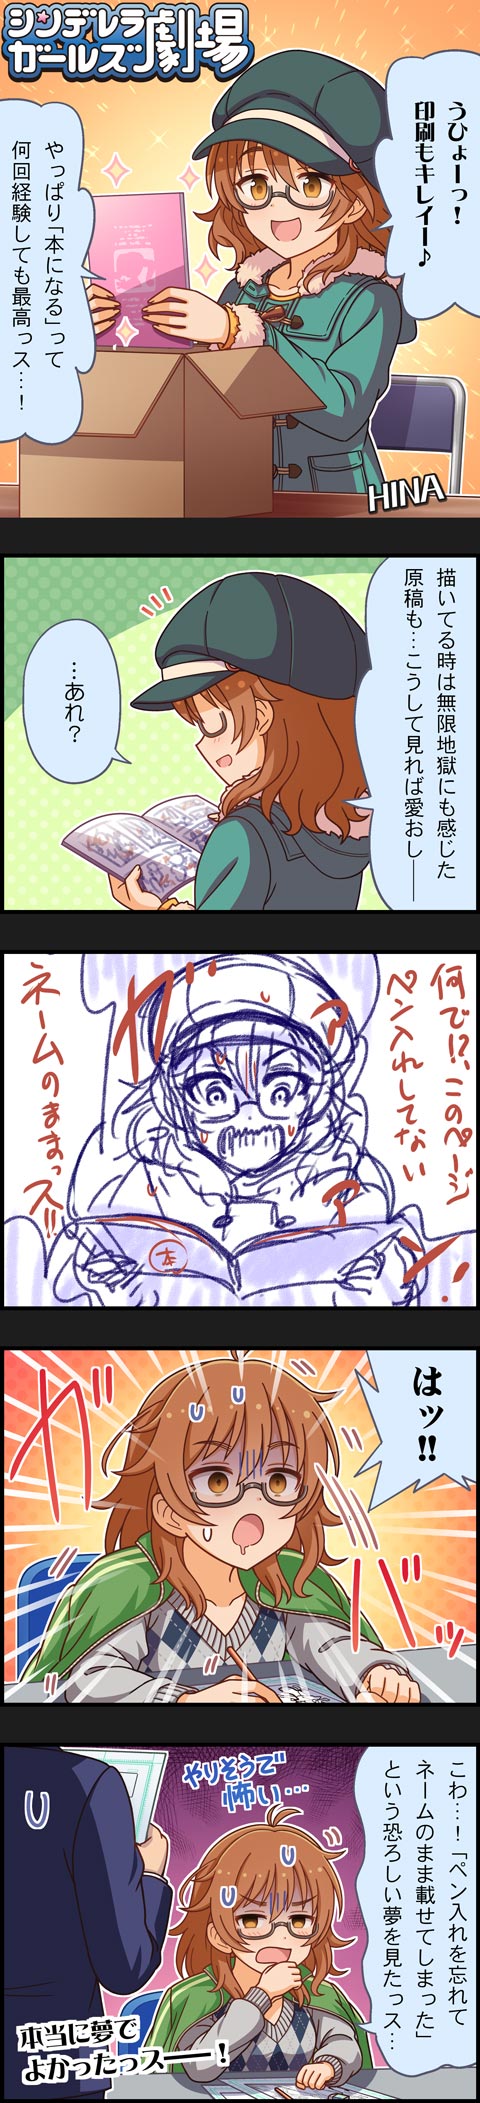 シンデレラ
ガールズ劇場
うひょーっ！
印刷もキレイー♪
やっぱり「本になる」って
何回経験しても最高っス…！
HINA
描いてる時は無限地獄にも感じた
原稿も…こうして見れば愛おし――
…あれ？
何で!?、このページ
ペン入れしてない
ネームのままっス!!
ガーン!
?
?
本
はッ!!
ガバッ
こわ…！「ペン入れを忘れて
ネームのまま載せてしまった」
という恐ろしい夢を見たっス…
やりそうで
怖い…
本当に夢で
よかったっスーー！